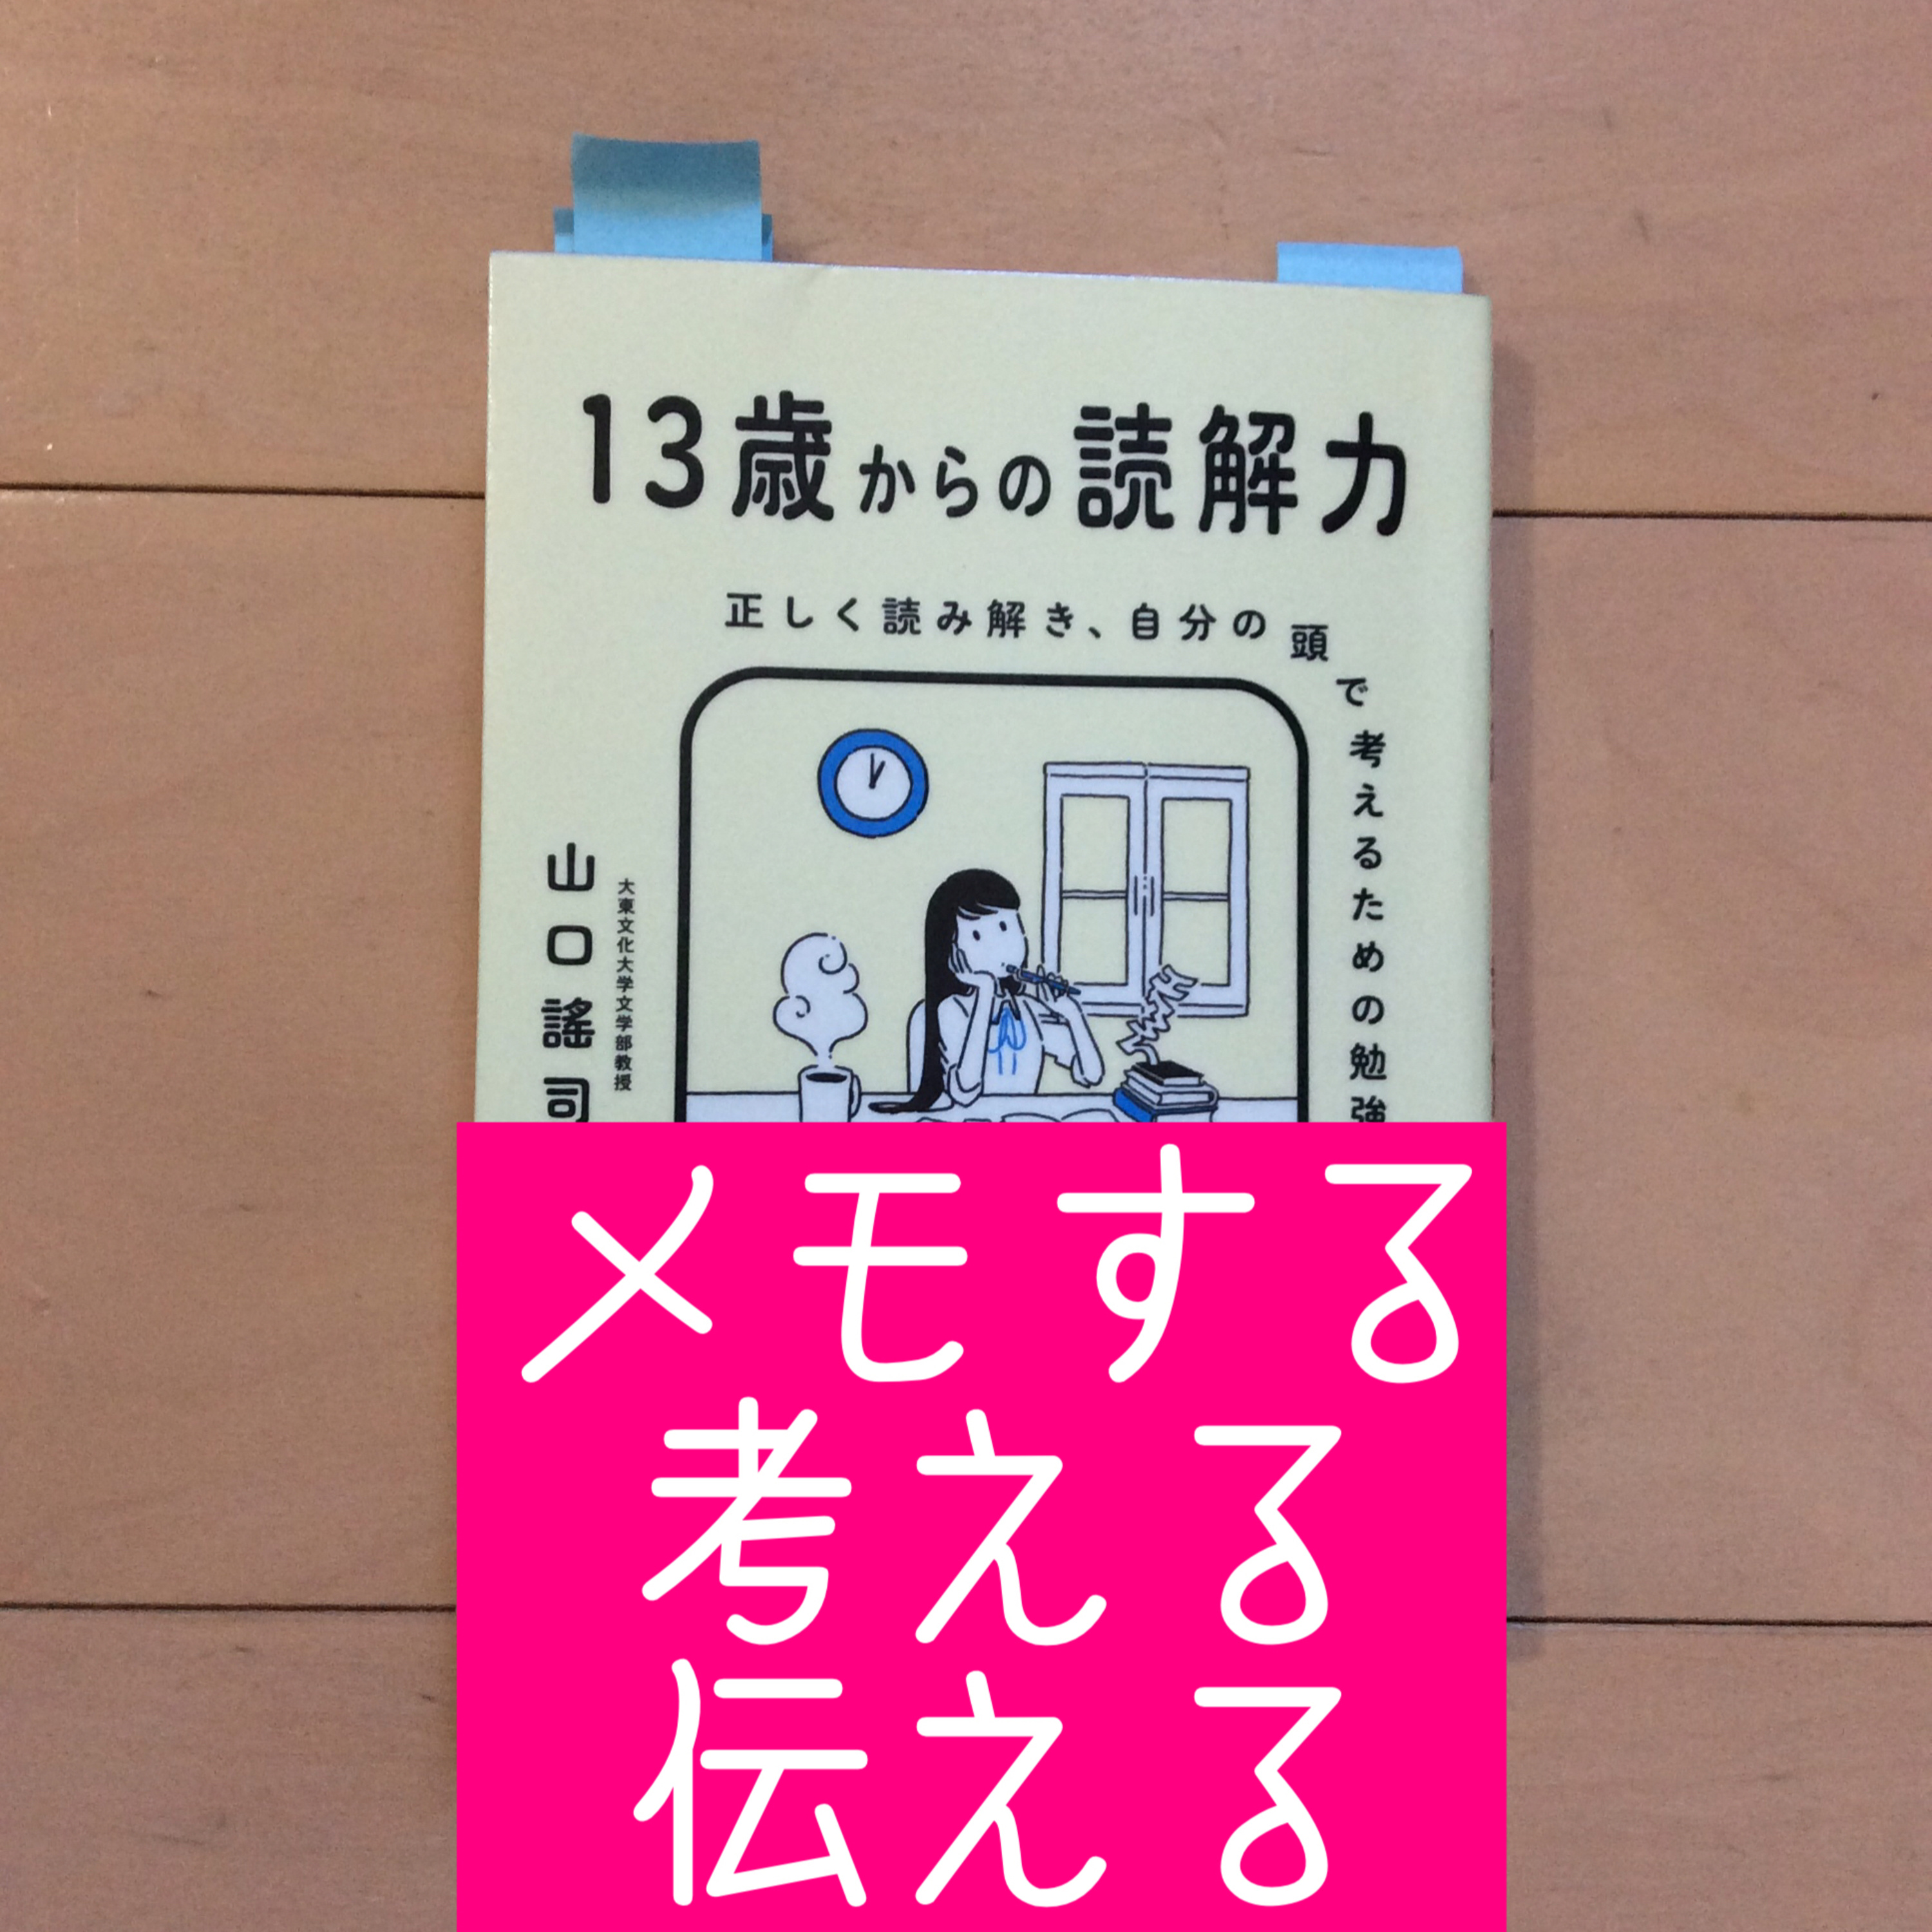 13歳からの読解力
正しく読み解き、自分の頭で考えるための勉強
大東文化大学文学部教授
山口謠司
メモする
考える
伝える